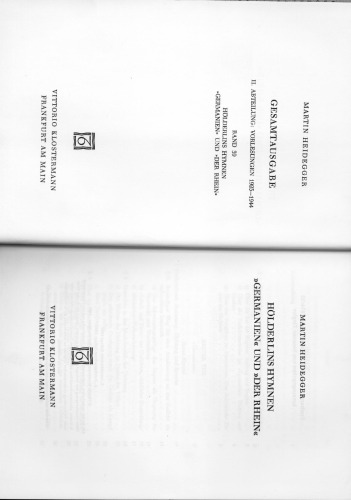 MARTIN HEIDEGGER
GESAMTAUSGABE
II. ABTEILUNG: VORLESUNGEN 1923–1944
BAND 39
HÖLDERLINS HYMNEN
»GERMANIEN« UND »DER RHEIN«
VITTORIO KLOSTERMANN
FRANKFURT AM MAIN
MARTIN HEIDEGGER
HÖLDERLINS HYMNEN
»GERMANIEN« UND »DER RHEIN«
VITTORIO KLOSTERMANN
FRANKFURT AM MAIN